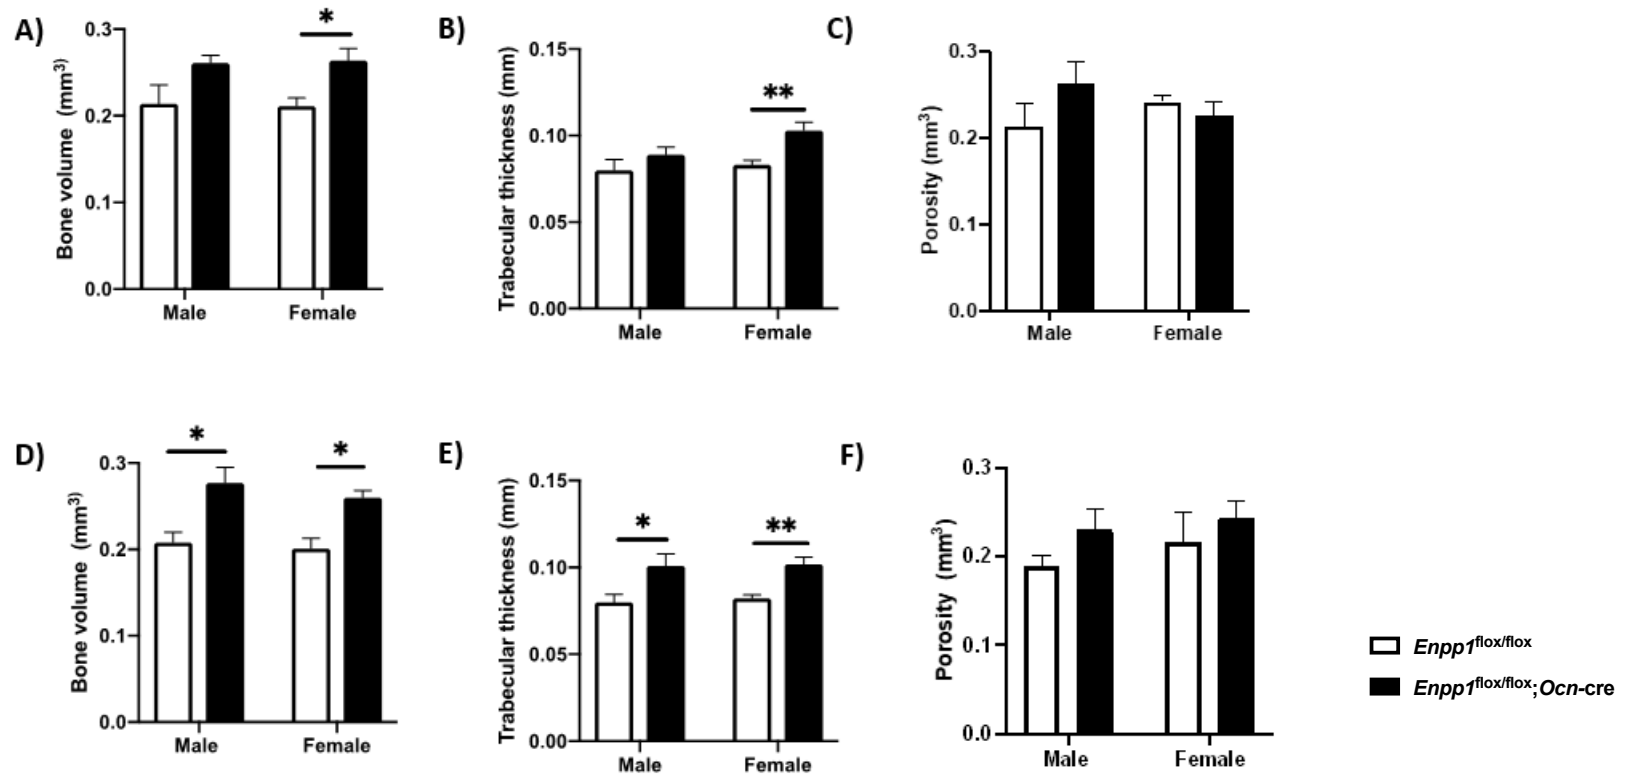 A)
Bone volume (mm³)
0.3
0.2
0.1
0.0
*
Male
Female
B)
Trabecular thickness (mm)
0.15
0.10
0.05
0.00
**
Male
Female
C)
Porosity (mm³)
0.3
0.2
0.1
0.0
Male
Female
D)
Bone volume (mm³)
0.3
0.2
0.1
0.0
*
*
Male
Female
E)
Trabecular thickness (mm)
0.15
0.10
0.05
0.00
*
**
Male
Female
F)
Porosity (mm³)
0.3
0.2
0.1
0.0
Male
Female
Enpp1flox/flox
Enpp1flox/flox;Ocn-cre